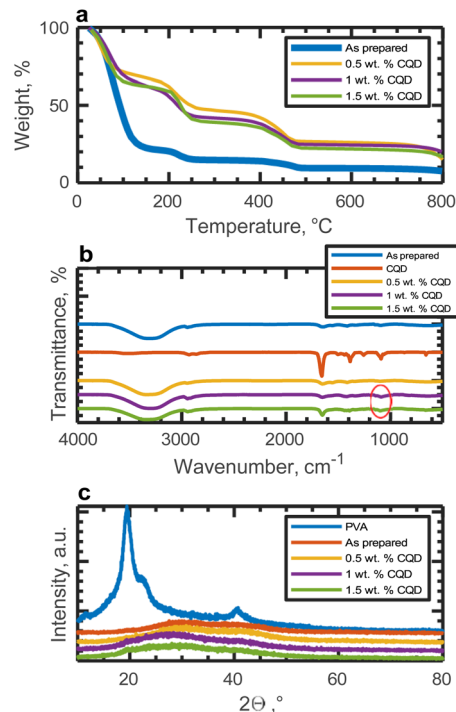 a
As prepared
0.5 wt. % CQD
1 wt. % CQD
1.5 wt. % CQD
Weight, %
100
50
0
0 200 400 600 800
Temperature, °C
b
As prepared
CQD
0.5 wt. % CQD
1 wt. % CQD
1.5 wt. % CQD
Transmittance, %
4000 3000 2000 1000
Wavenumber, cm⁻¹
c
PVA
As prepared
0.5 wt. % CQD
1 wt. % CQD
1.5 wt. % CQD
Intensity, a.u.
20 40 60 80
2Θ,°